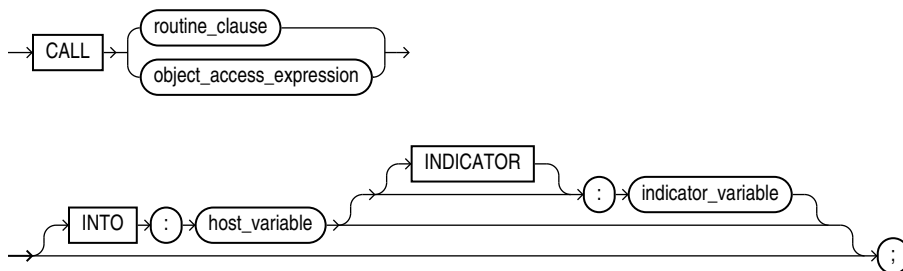 routine_clause
CALL
object_access_expression
INDICATOR
: indicator_variable
INTO : host_variable
;